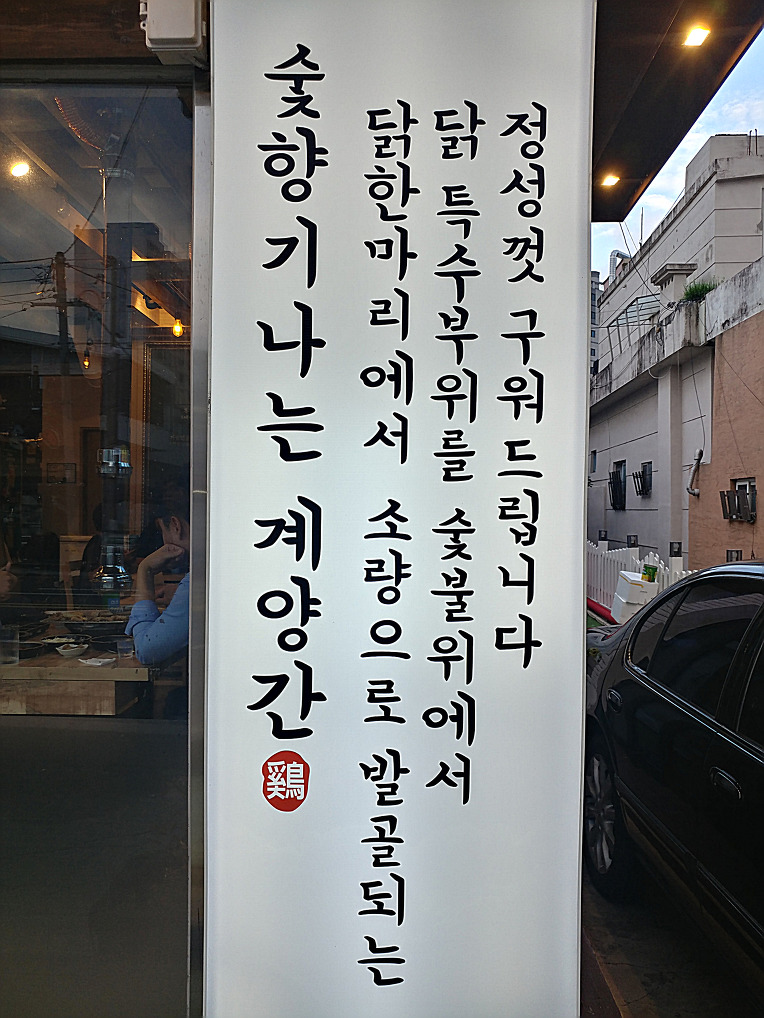 숯향기나는 계양간
鷄
닭한마리에서 소량으로 발골되는
닭 특수부위를 숯불위에서
정성껏 구워드립니다